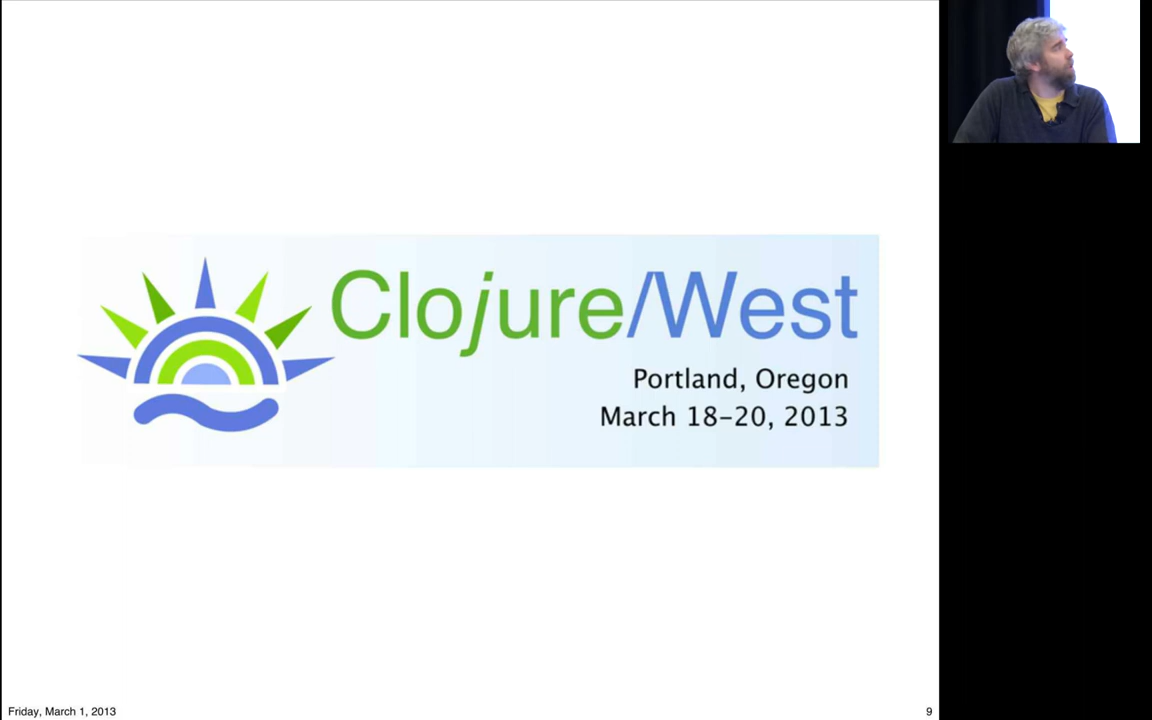 Clojure/West
Portland, Oregon
March 18–20, 2013
Friday, March 1, 2013
9